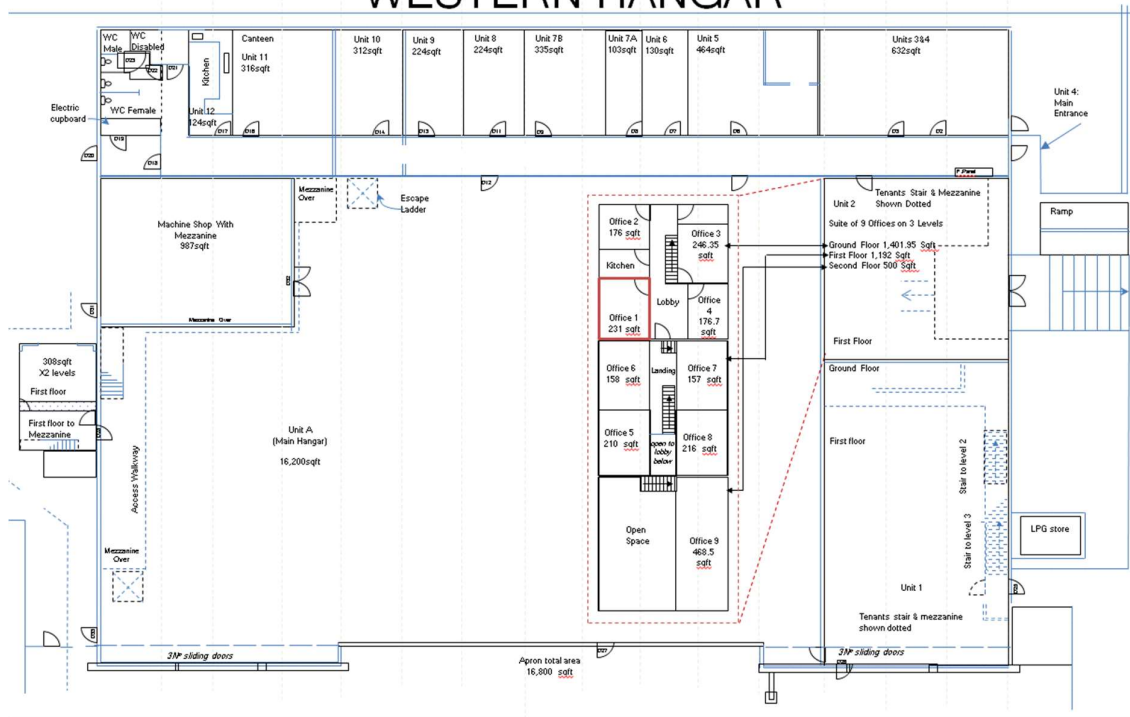 WESTERN HANGAR
WC
Male
WC
Disabled
Canteen
Unit 11
316sqft
Kitchen
Unit 10
312sqft
Unit 9
224sqft
Unit 8
224sqft
Unit 7B
335sqft
Unit 7A
103sqft
Unit 6
130sqft
Unit 5
464sqft
Units 3&4
632sqft
Electric
cupboard
WC Female
Unit 12
124sqft
Unit 4:
Main
Entrance
D12
F.Panel
Machine Shop With
Mezzanine
987sqft
Mezzanine Over
Mezzanine
Over
Escape
Ladder
Office 2
176 sqft
Office 3
246.35
sqft
Kitchen
Lobby
Office 1
231 sqft
Office
4
176.7
sqft
Office 6
158 sqft
Landing
Office 7
157 sqft
Office 5
210 sqft
open to
lobby
below
Office 8
216 sqft
Open
Space
Office 9
468.5
sqft
Tenants Stair & Mezzanine
Shown Dotted
Unit 2
Suite of 9 Offices on 3 Levels
Ground Floor 1,401.95 Sqft
First Floor 1,192 Sqft
Second Floor 500 Sqft
First Floor
Ground Floor
First floor
Ramp
308sqft
X2 levels
First floor
First floor to
Mezzanine
Unit A
(Main Hangar)
16,200sqft
Access Walkway
Mezzanine
Over
Stair to level 2
Stair to level 3
LPG store
Unit 1
Tenants stair & mezzanine
shown dotted
3Nº sliding doors
Apron total area
16,800 sqft
D27
3Nº sliding doors